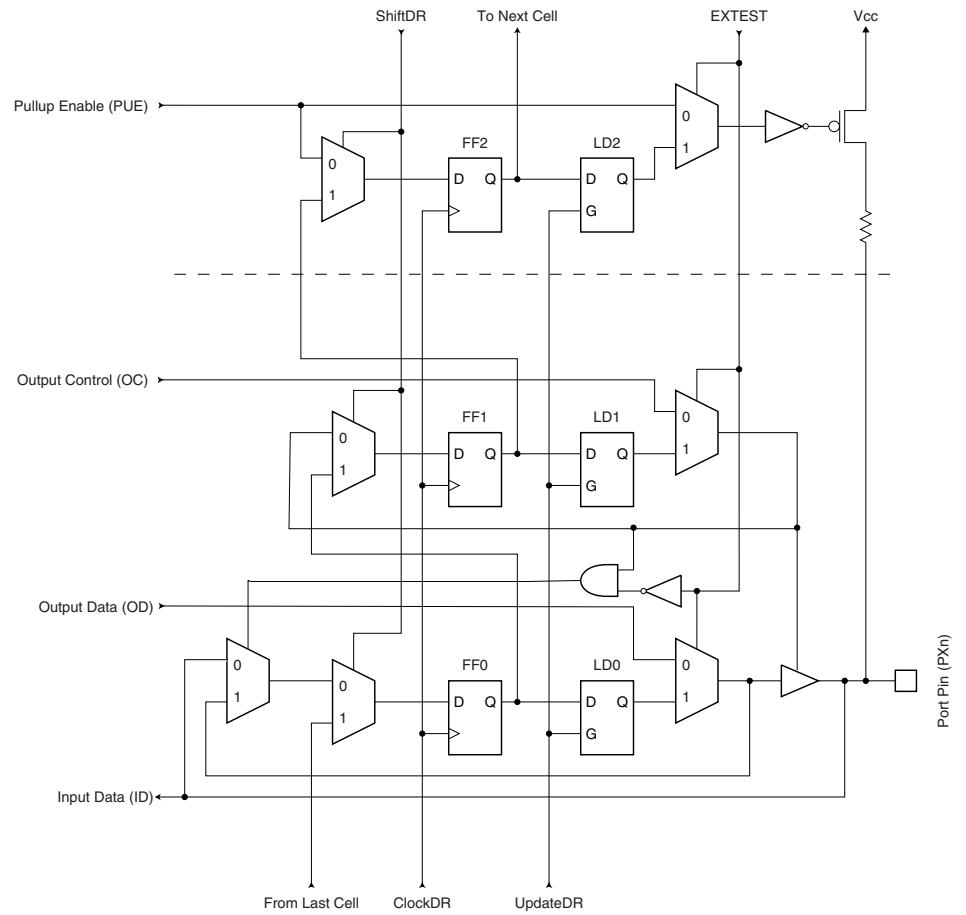 ShiftDR
To Next Cell
EXTEST
Vcc
Pullup Enable (PUE)
0
1
FF2
D Q
LD2
D Q
G
0
1
Output Control (OC)
0
1
FF1
D Q
LD1
D Q
G
0
1
Output Data (OD)
0
1
0
1
FF0
D Q
LD0
D Q
G
0
1
Port Pin (PXn)
Input Data (ID)
From Last Cell
ClockDR
UpdateDR